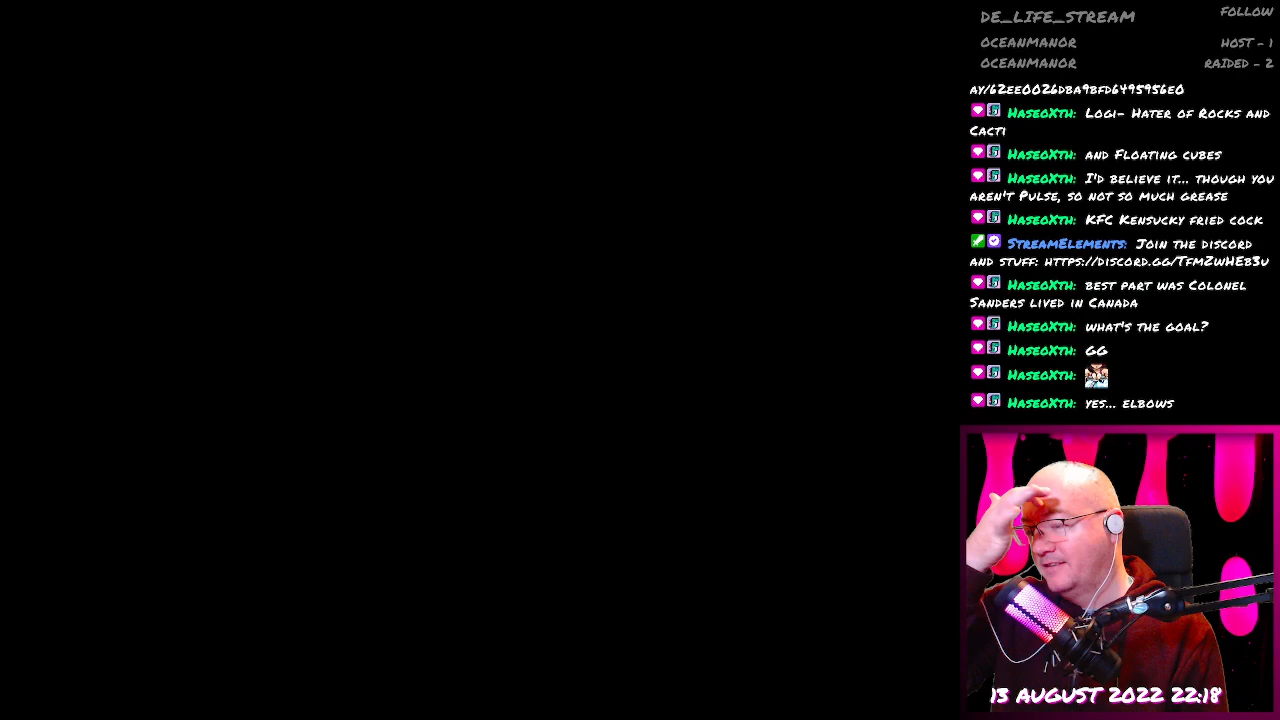 DE_LIFE_STREAM FOLLOW
OCEANMANOR HOST - 1
OCEANMANOR RAIDED - 2
AY/62EE0026DBA9BFD6495956E0
HASEOXTH: LOGI- HATER OF ROCKS AND
CACTI
HASEOXTH: AND FLOATING CUBES
HASEOXTH: I'D BELIEVE IT... THOUGH YOU
AREN'T PULSE, SO NOT SO MUCH GREASE
HASEOXTH: KFC KENSUCKY FRIED COCK
STREAMELEMENTS: JOIN THE DISCORD
AND STUFF: HTTPS://DISCORD.GG/TFMZWHE83U
HASEOXTH: BEST PART WAS COLONEL
SANDERS LIVED IN CANADA
HASEOXTH: WHAT'S THE GOAL?
HASEOXTH: GG
HASEOXTH:
HASEOXTH: YES... ELBOWS
13 AUGUST 2022 22:18